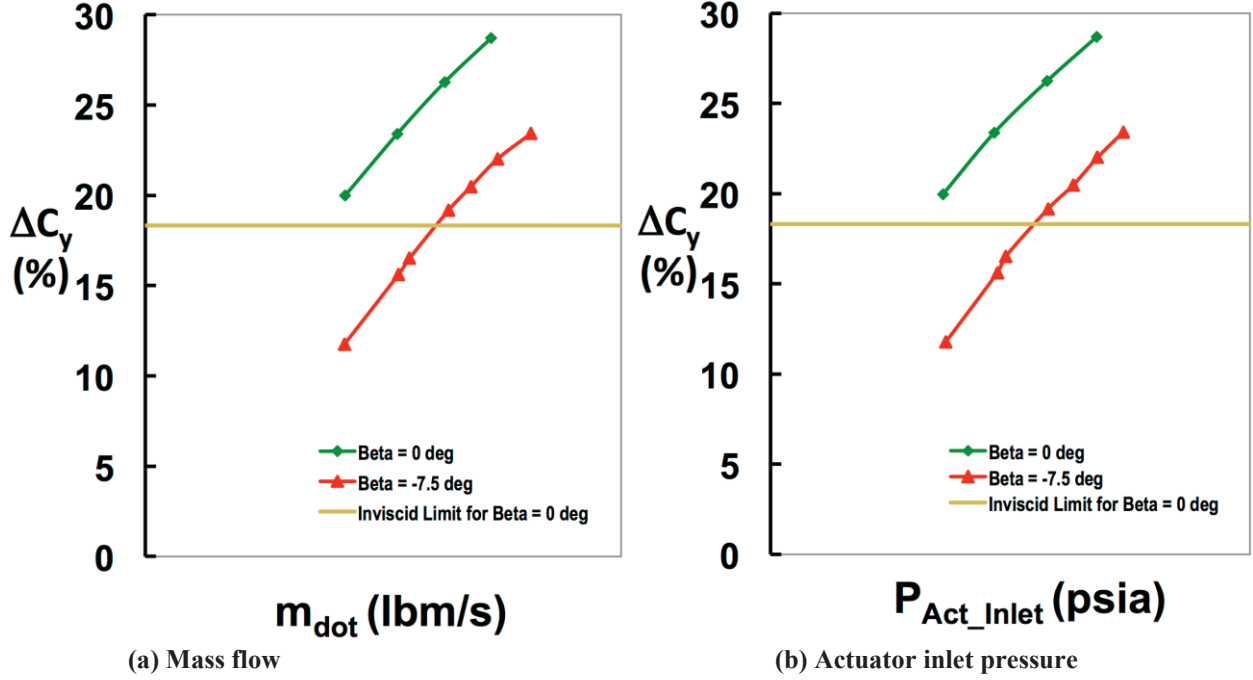 30
25
20
15
10
5
0
ΔCy
(%)
Beta = 0 deg
Beta = -7.5 deg
Inviscid Limit for Beta = 0 deg
mdot (lbm/s)
(a) Mass flow
30
25
20
15
10
5
0
ΔCy
(%)
Beta = 0 deg
Beta = -7.5 deg
Inviscid Limit for Beta = 0 deg
PAct_Inlet (psia)
(b) Actuator inlet pressure